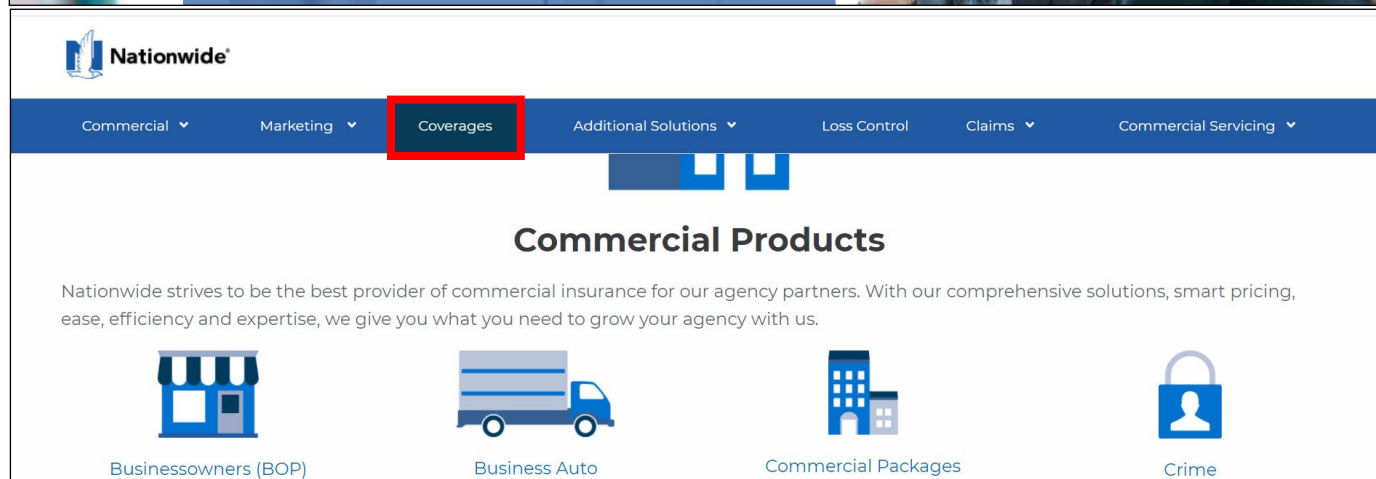 Nationwide®
Commercial Marketing Coverages Additional Solutions Loss Control Claims Commercial Servicing
Commercial Products
Nationwide strives to be the best provider of commercial insurance for our agency partners. With our comprehensive solutions, smart pricing,
ease, efficiency and expertise, we give you what you need to grow your agency with us.
Businessowners (BOP) Business Auto Commercial Packages Crime